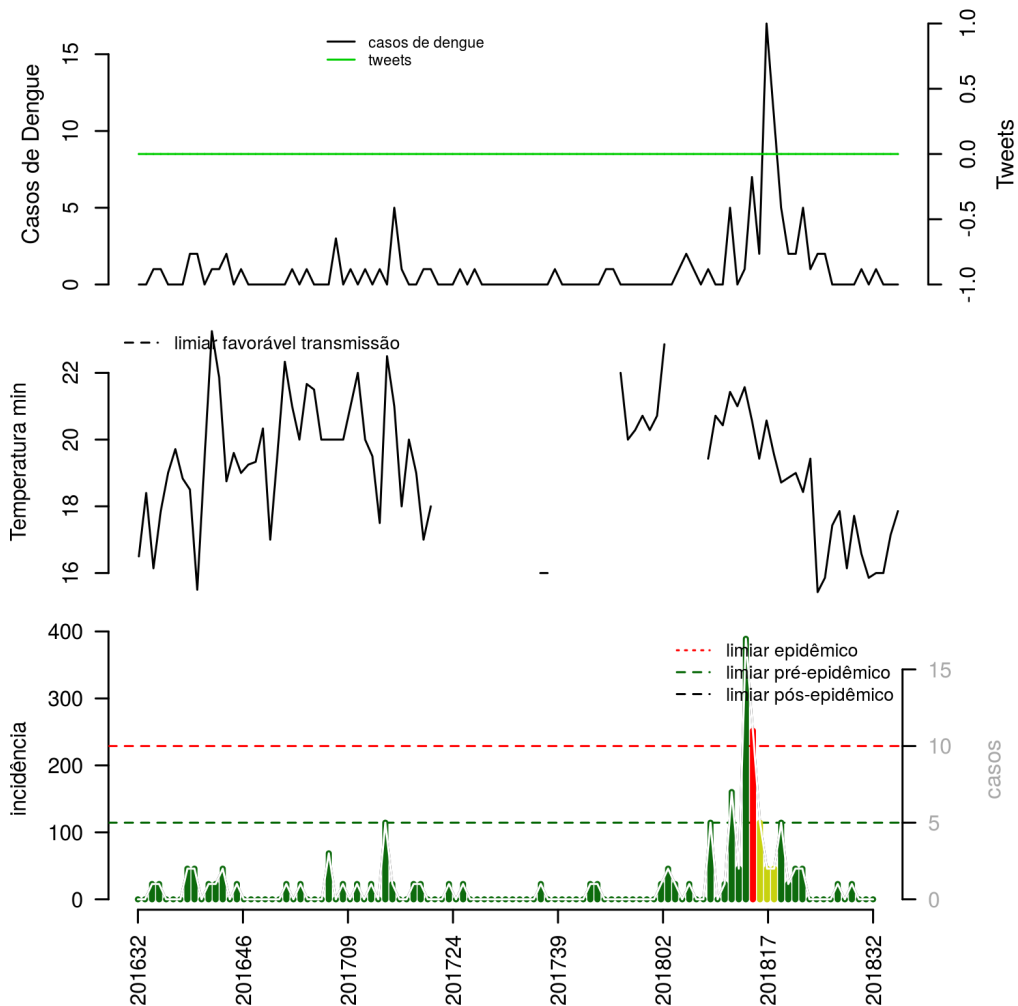 casos de dengue
tweets
Casos de Dengue
15
10
5
0
Tweets
1.0
0.5
0.0
-0.5
-1.0
limiar favorável transmissão
Temperatura min
22
20
18
16
limiar epidêmico
limiar pré-epidêmico
limiar pós-epidêmico
incidência
400
300
200
100
0
casos
15
10
5
0
201632 201646 201709 201724 201739 201802 201817 201832